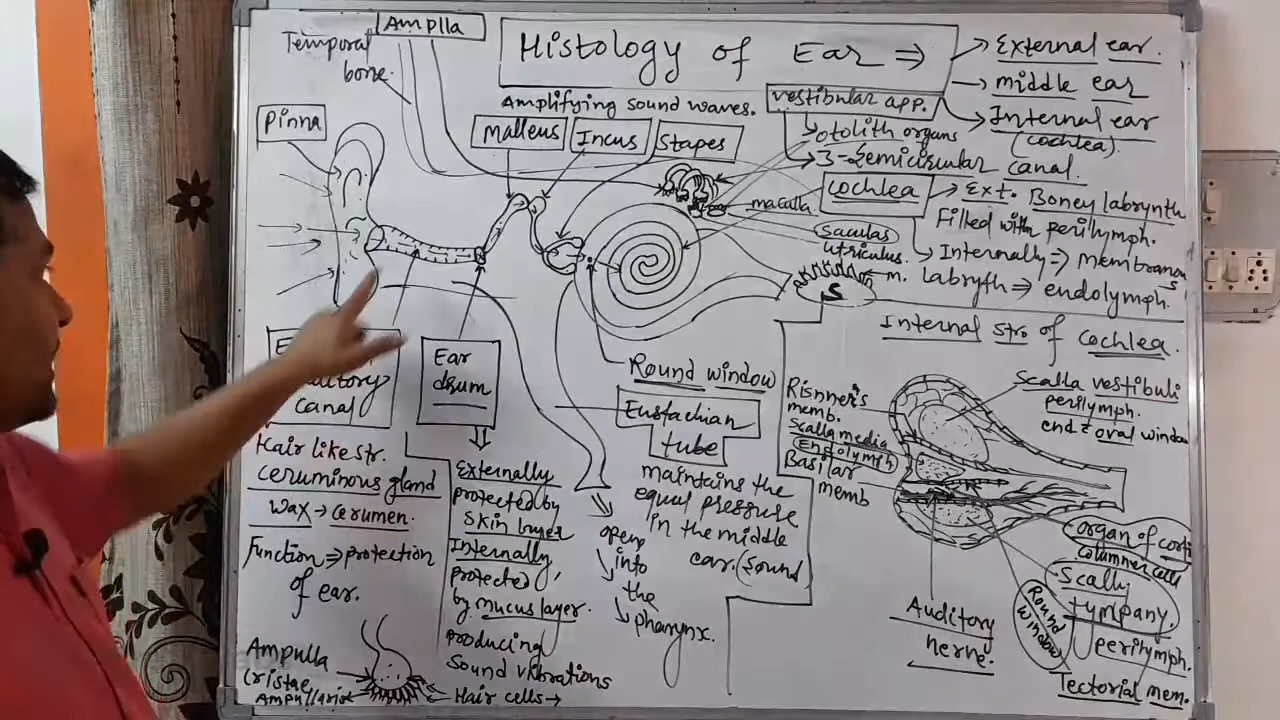 Amplla
Temporal
bone.
Histology of Ear ⇒
External ear.
middle ear
Internal ear
(cochlea).
Amplifying sound waves.
Vestibular app.
otolith organs
3-Semicircular canal.
Pinna
Malleus
Incus
Stapes
cochlea
→ Ext. Boney labrynth
Filled with perilymph.
Internally ⇒ membranous
m. labryth ⇒ endolymph.
macula
Saculas
utriculus.
S
Internal str. of cochlea.
Ear
drum
canal
Round window
Eustachian
tube
maintains the
equal pressure
in the middle
ear. (Sound
Hair like str.
ceruminous gland
wax → cerumen.
Function ⇒ protection
of ear.
Externally
protected by
skin layer
Internally,
protected
by mucus layer.
producing
Sound vibrations
open
into
the
pharynx.
Ampulla
Cristae
Ampullaris
Hair cells →
Risnner's
memb.
Scalla media
Endolymph
Basilar
memb
Scalla vestibuli
perilymph.
end z oval window
organ of corti
columner cells
Scally
tympany.
perilymph.
Round
window
Tectorial mem.
Auditory
nerve.